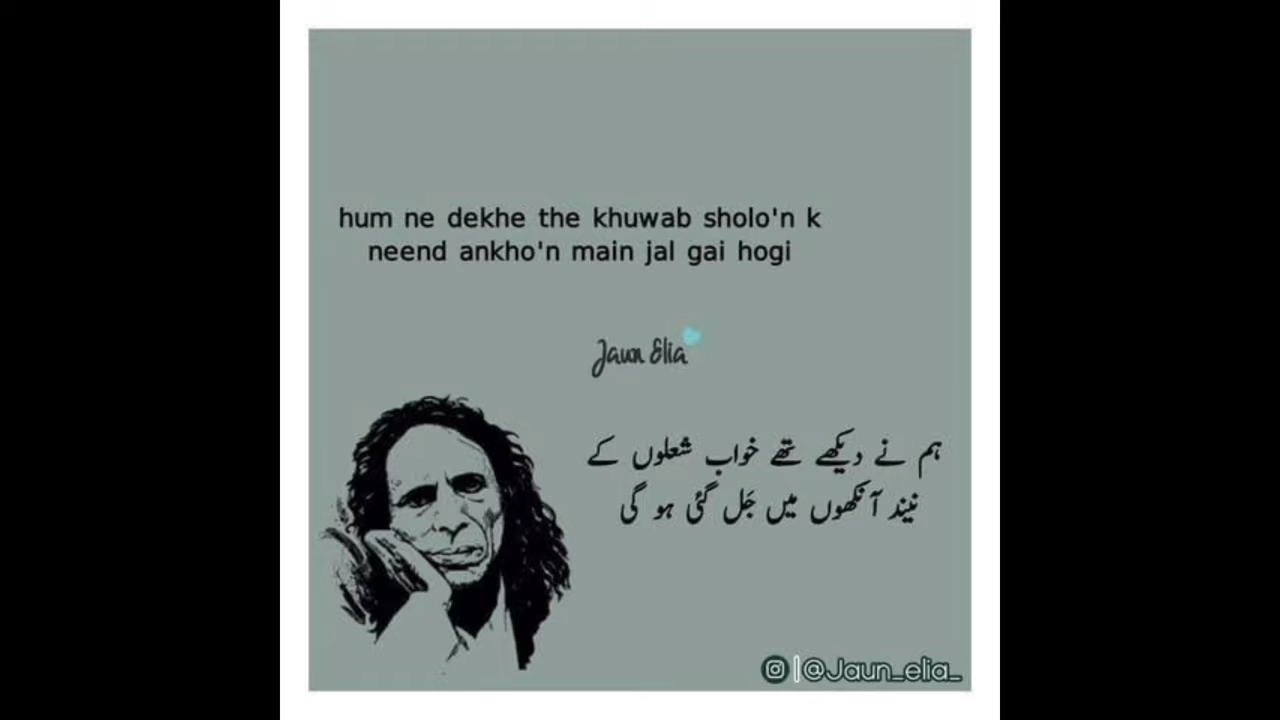 hum ne dekhe the khuwab sholo'n k
neend ankho'n main jal gai hogi
Jaun Elia
ہم نے دیکھے تھے خواب شعلوں کے
نیند آنکھوں میں جَل گئی ہو گی
@Jaun_elia_